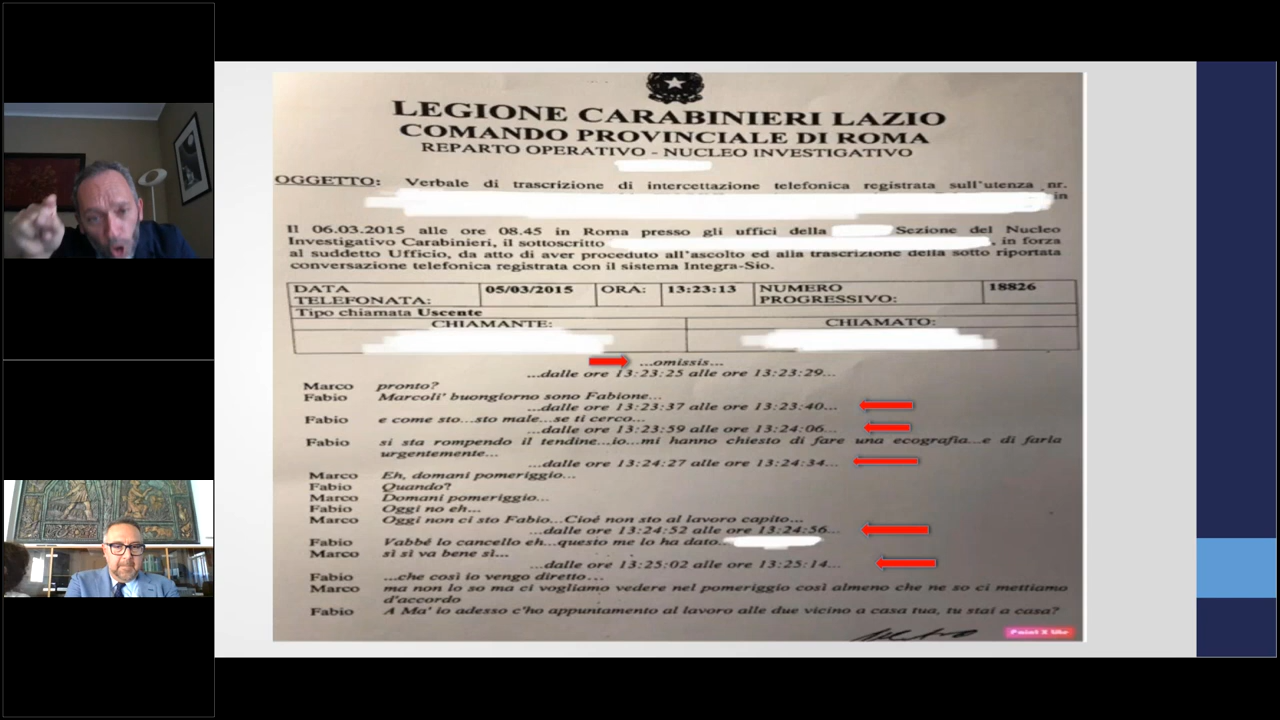 LEGIONE CARABINIERI LAZIO
COMANDO PROVINCIALE DI ROMA
REPARTO OPERATIVO - NUCLEO INVESTIGATIVO
OGGETTO: Verbale di trascrizione di intercettazione telefonica registrata sull'utenza nr.
in
Il 06.03.2015 alle ore 08.45 in Roma presso gli uffici della Sezione del Nucleo
Investigativo Carabinieri, il sottoscritto , in forza
al suddetto Ufficio, da atto di aver proceduto all'ascolto ed alla trascrizione della sotto riportata
conversazione telefonica registrata con il sistema Integra-Sio.
DATA TELEFONATA: 05/03/2015 ORA: 13:23:13 NUMERO PROGRESSIVO: 18826
Tipo chiamata Uscente
CHIAMANTE: CHIAMATO:
...omissis...
...dalle ore 13:23:25 alle ore 13:23:29...
Marco pronto?
Fabio Marcoli' buongiorno sono Fabione...
...dalle ore 13:23:37 alle ore 13:23:40...
Fabio e come sto...sto male...se ti cerco...
...dalle ore 13:23:59 alle ore 13:24:06...
Fabio si sta rompendo il tendine...io...mi hanno chiesto di fare una ecografia...e di farla
urgentemente...
...dalle ore 13:24:27 alle ore 13:24:34...
Marco Eh, domani pomeriggio...
Fabio Quando?
Marco Domani pomeriggio...
Fabio Oggi no eh...
Marco Oggi non ci sto Fabio...Cioé non sto al lavoro capito...
...dalle ore 13:24:52 alle ore 13:24:56...
Fabio Vabbé lo cancello eh...questo me lo ha dato..
Marco sì sì va bene sì...
...dalle ore 13:25:02 alle ore 13:25:14...
Fabio ...che così io vengo diretto...
Marco ma non lo so ma ci vogliamo vedere nel pomeriggio così almeno che ne so ci mettiamo
d'accordo
Fabio A Ma' io adesso c'ho appuntamento al lavoro alle due vicino a casa tua, tu stai a casa?
Paint X lite